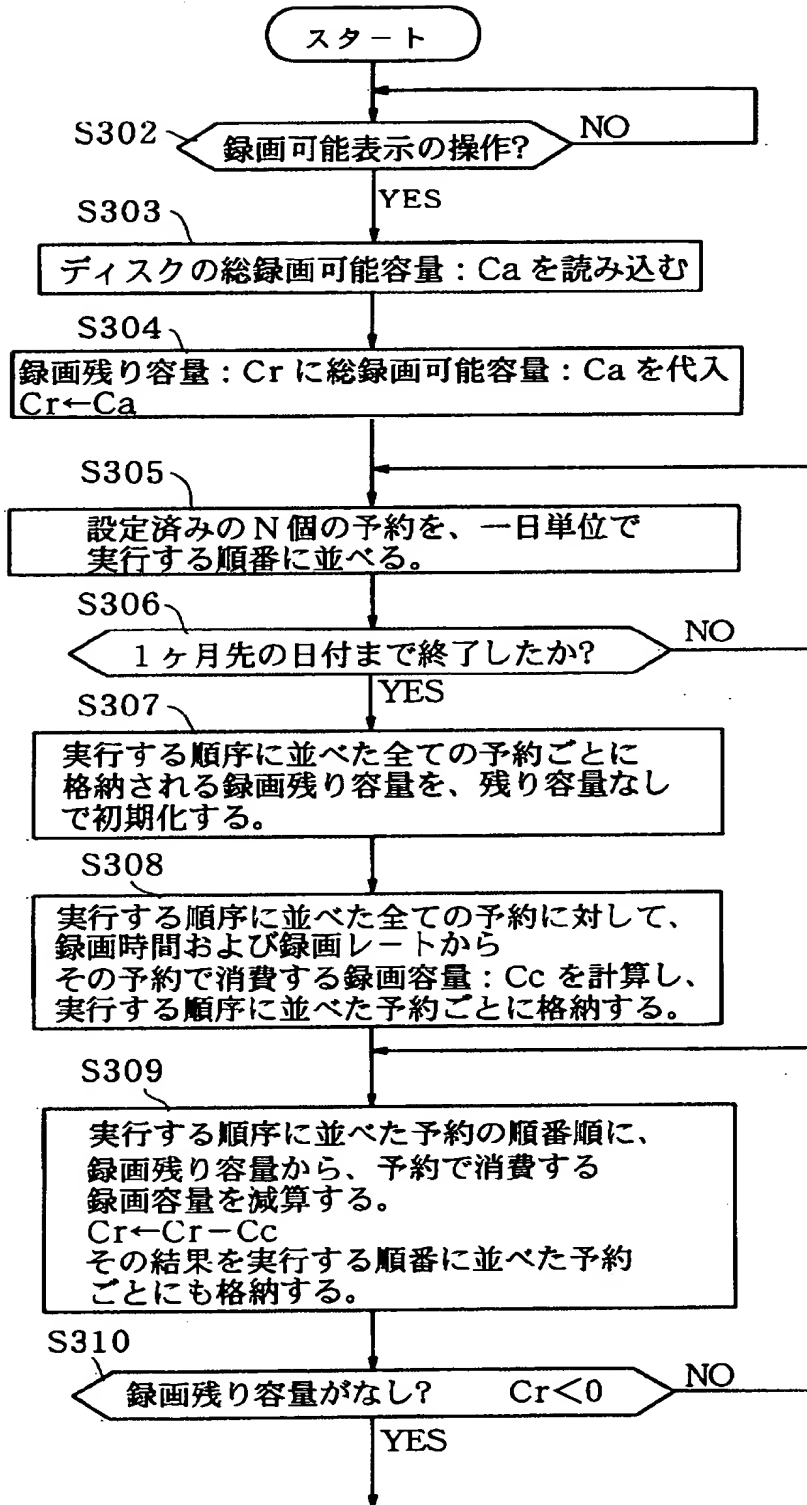 スタート
S302
録画可能表示の操作?
NO
YES
S303
ディスクの総録画可能容量:Caを読み込む
S304
録画残り容量:Crに総録画可能容量:Caを代入
Cr←Ca
S305
設定済みのN個の予約を、一日単位で
実行する順番に並べる。
S306
1ヶ月先の日付まで終了したか?
NO
YES
S307
実行する順序に並べた全ての予約ごとに
格納される録画残り容量を、残り容量なし
で初期化する。
S308
実行する順序に並べた全ての予約に対して、
録画時間および録画レートから
その予約で消費する録画容量:Ccを計算し、
実行する順序に並べた予約ごとに格納する。
S309
実行する順序に並べた予約の順番順に、
録画残り容量から、予約で消費する
録画容量を減算する。
Cr←Cr-Cc
その結果を実行する順番に並べた予約
ごとにも格納する。
S310
録画残り容量がなし? Cr<0
NO
YES